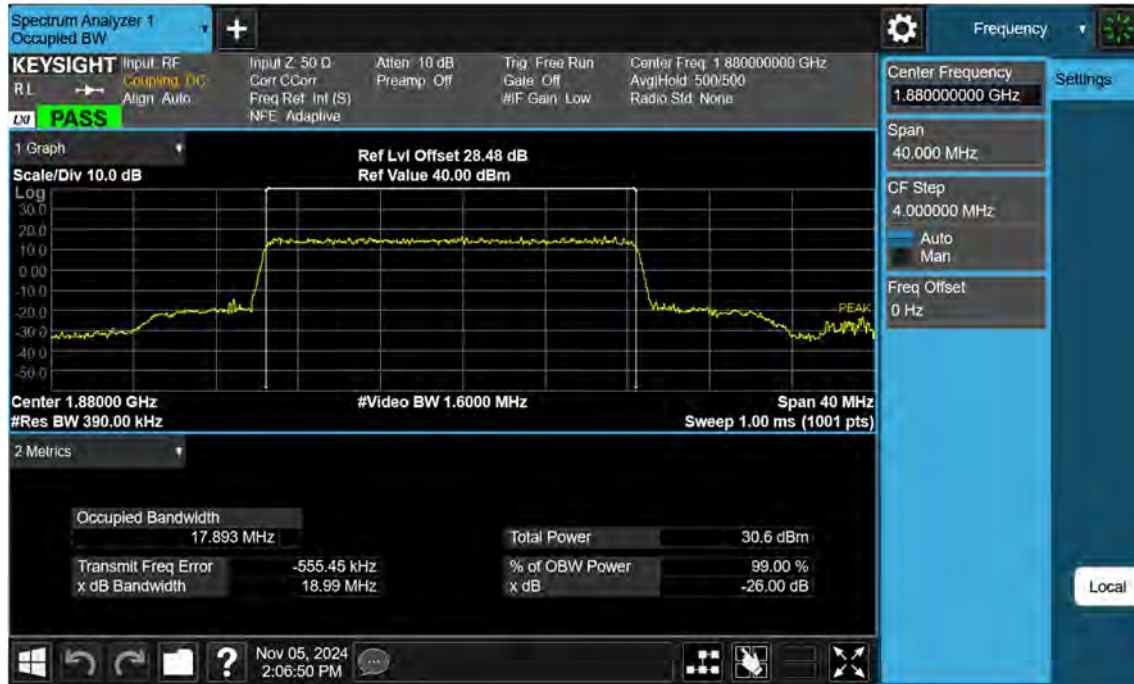 Spectrum Analyzer 1
Occupied BW
Frequency
KEYSIGHT
RL
LXI
PASS
Input: RF
Coupling: DC
Align: Auto
Input Z: 50 Ω
Corr CCorr
Freq Ref: Int (S)
NFE: Adaptive
Atten: 10 dB
Preamp: Off
Trig: Free Run
Gate: Off
#IF Gain: Low
Center Freq: 1.880000000 GHz
Avg|Hold: 500/500
Radio Std: None
Center Frequency
1.880000000 GHz
Settings
Span
40.000 MHz
CF Step
4.000000 MHz
Auto
Man
Freq Offset
0 Hz
1 Graph
Scale/Div 10.0 dB
Ref Lvl Offset 28.48 dB
Ref Value 40.00 dBm
Log
30.0
20.0
10.0
0.00
-10.0
-20.0
-30.0
-40.0
-50.0
PEAK
Center 1.88000 GHz
#Video BW 1.6000 MHz
Span 40 MHz
#Res BW 390.00 kHz
Sweep 1.00 ms (1001 pts)
2 Metrics
Occupied Bandwidth
17.893 MHz
Total Power 30.6 dBm
Transmit Freq Error -555.45 kHz
% of OBW Power 99.00 %
x dB Bandwidth 18.99 MHz
x dB -26.00 dB
Local
?
Nov 05, 2024
2:06:50 PM